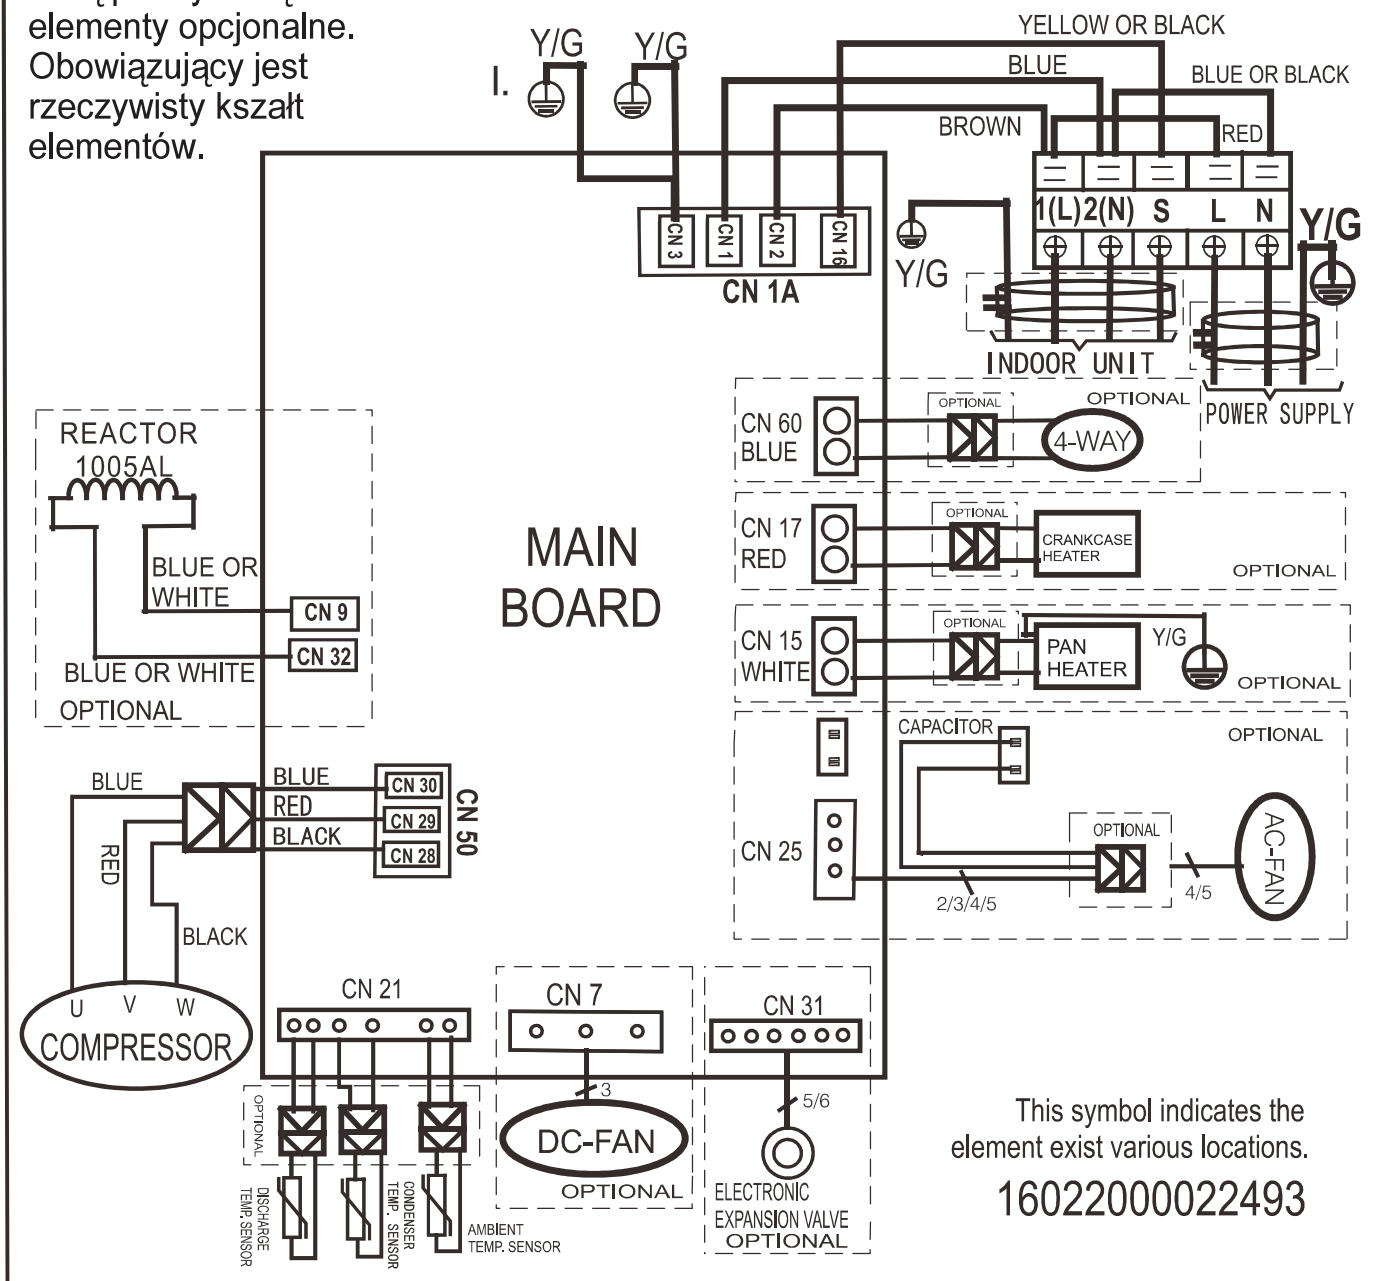 elementy opcjonalne.
Obowiązujący jest
rzeczywisty kszałt
elementów.
I.
Y/G
Y/G
YELLOW OR BLACK
BLUE
BLUE OR BLACK
BROWN
RED
1(L) 2(N) S L N
Y/G
Y/G
CN 3
CN 1
CN 2
CN 16
CN 1A
INDOOR UNIT
POWER SUPPLY
REACTOR
1005AL
BLUE OR
WHITE
CN 9
CN 32
BLUE OR WHITE
OPTIONAL
MAIN
BOARD
CN 60
BLUE
OPTIONAL
4-WAY
OPTIONAL
CN 17
RED
OPTIONAL
CRANKCASE
HEATER
OPTIONAL
CN 15
WHITE
OPTIONAL
PAN
HEATER
Y/G
OPTIONAL
CAPACITOR
OPTIONAL
CN 25
2/3/4/5
OPTIONAL
4/5
AC-FAN
BLUE
RED
BLACK
BLUE
RED
BLACK
CN 30
CN 29
CN 28
CN 50
U V W
COMPRESSOR
CN 21
OPTIONAL
DISCHARGE
TEMP. SENSOR
CONDENSER
TEMP. SENSOR
AMBIENT
TEMP. SENSOR
CN 7
3
DC-FAN
OPTIONAL
CN 31
5/6
ELECTRONIC
EXPANSION VALVE
OPTIONAL
This symbol indicates the
element exist various locations.
16022000022493